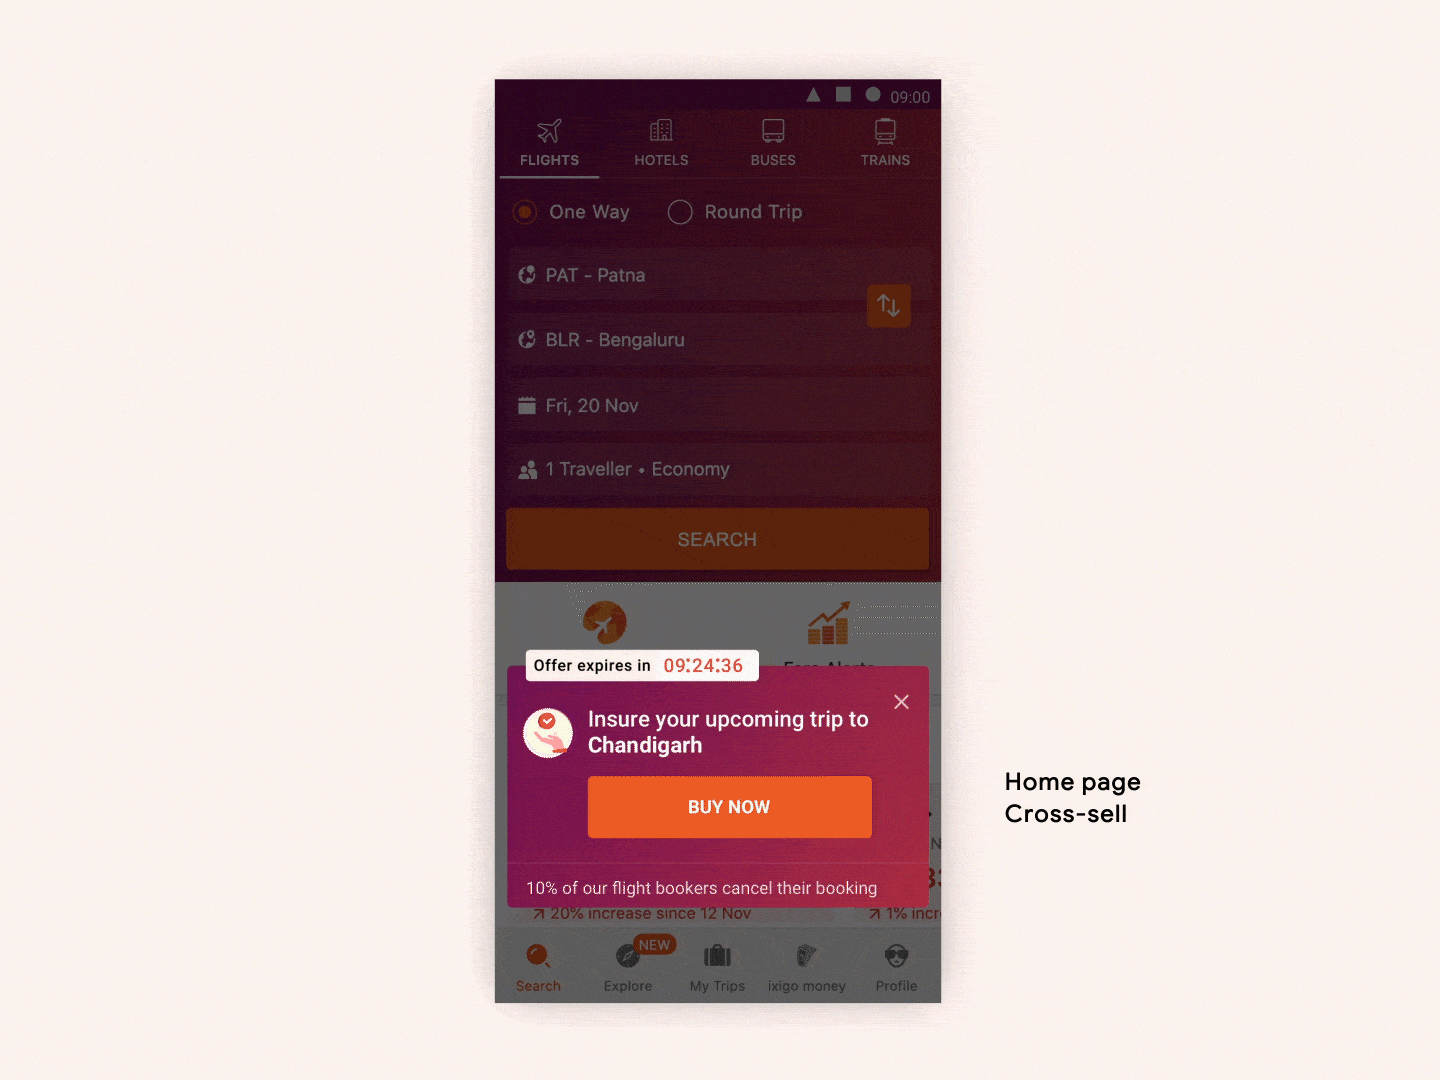 09:00
FLIGHTS
HOTELS
BUSES
TRAINS
One Way
Round Trip
PAT - Patna
BLR - Bengaluru
Fri, 20 Nov
1 Traveller • Economy
SEARCH
Offer expires in 09:24:36
Insure your upcoming trip to
Chandigarh
BUY NOW
10% of our flight bookers cancel their booking
20% increase since 12 Nov
1% incr
NEW
Search
Explore
My Trips
ixigo money
Profile
Home page
Cross-sell